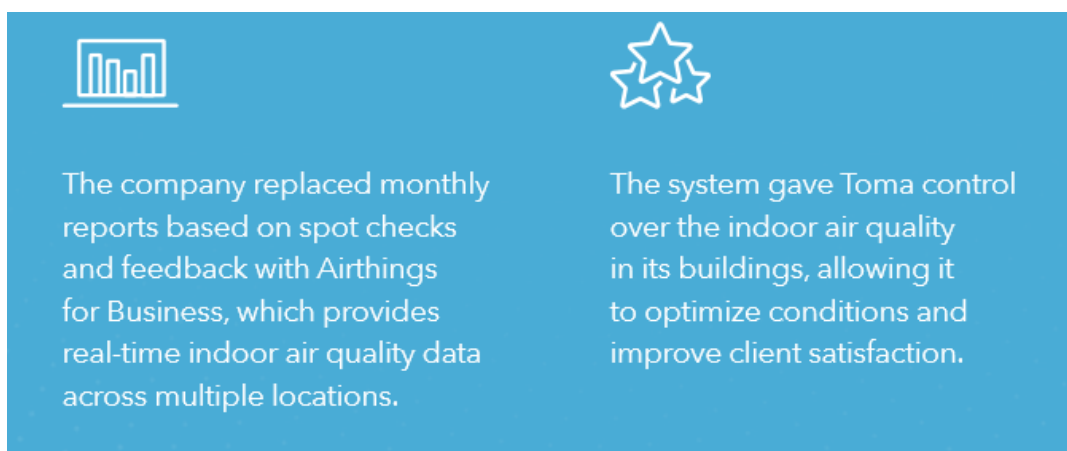 The company replaced monthly
reports based on spot checks
and feedback with Airthings
for Business, which provides
real-time indoor air quality data
across multiple locations.
The system gave Toma control
over the indoor air quality
in its buildings, allowing it
to optimize conditions and
improve client satisfaction.